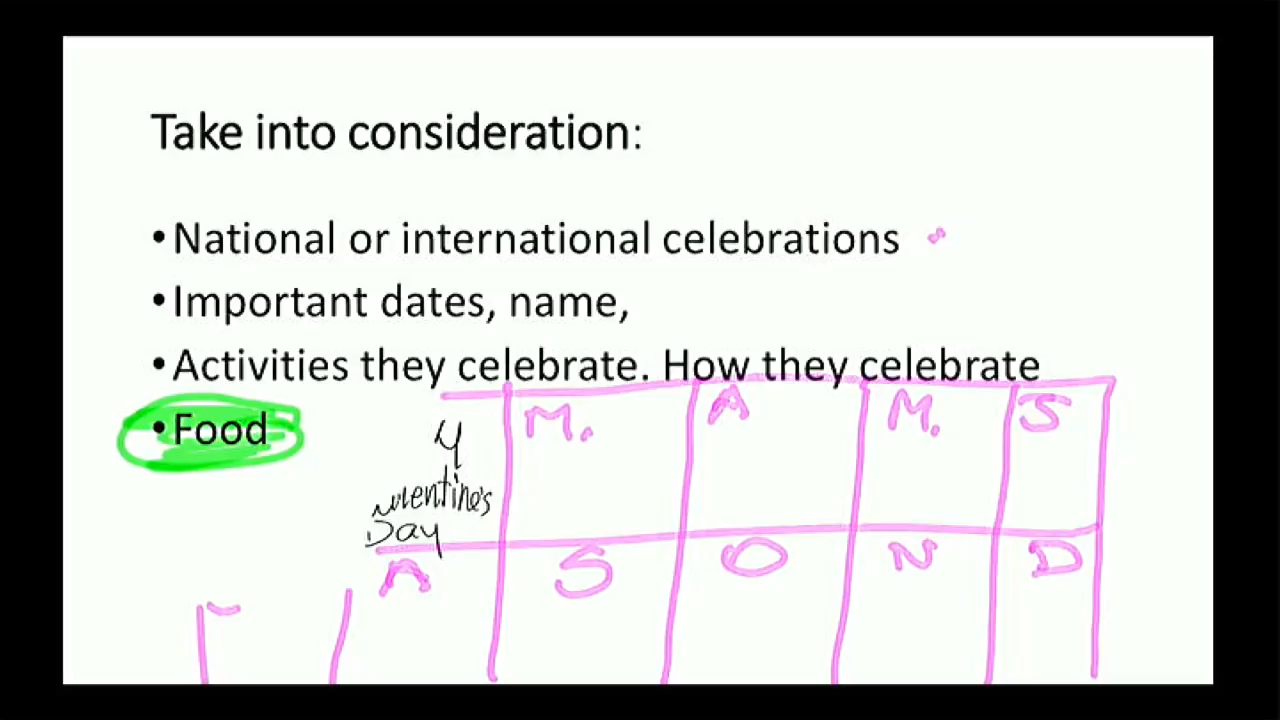 Take into consideration:
•National or international celebrations
•Important dates, name,
•Activities they celebrate. How they celebrate
•Food
M. A M. S
Valentine's
Day
A S O N D